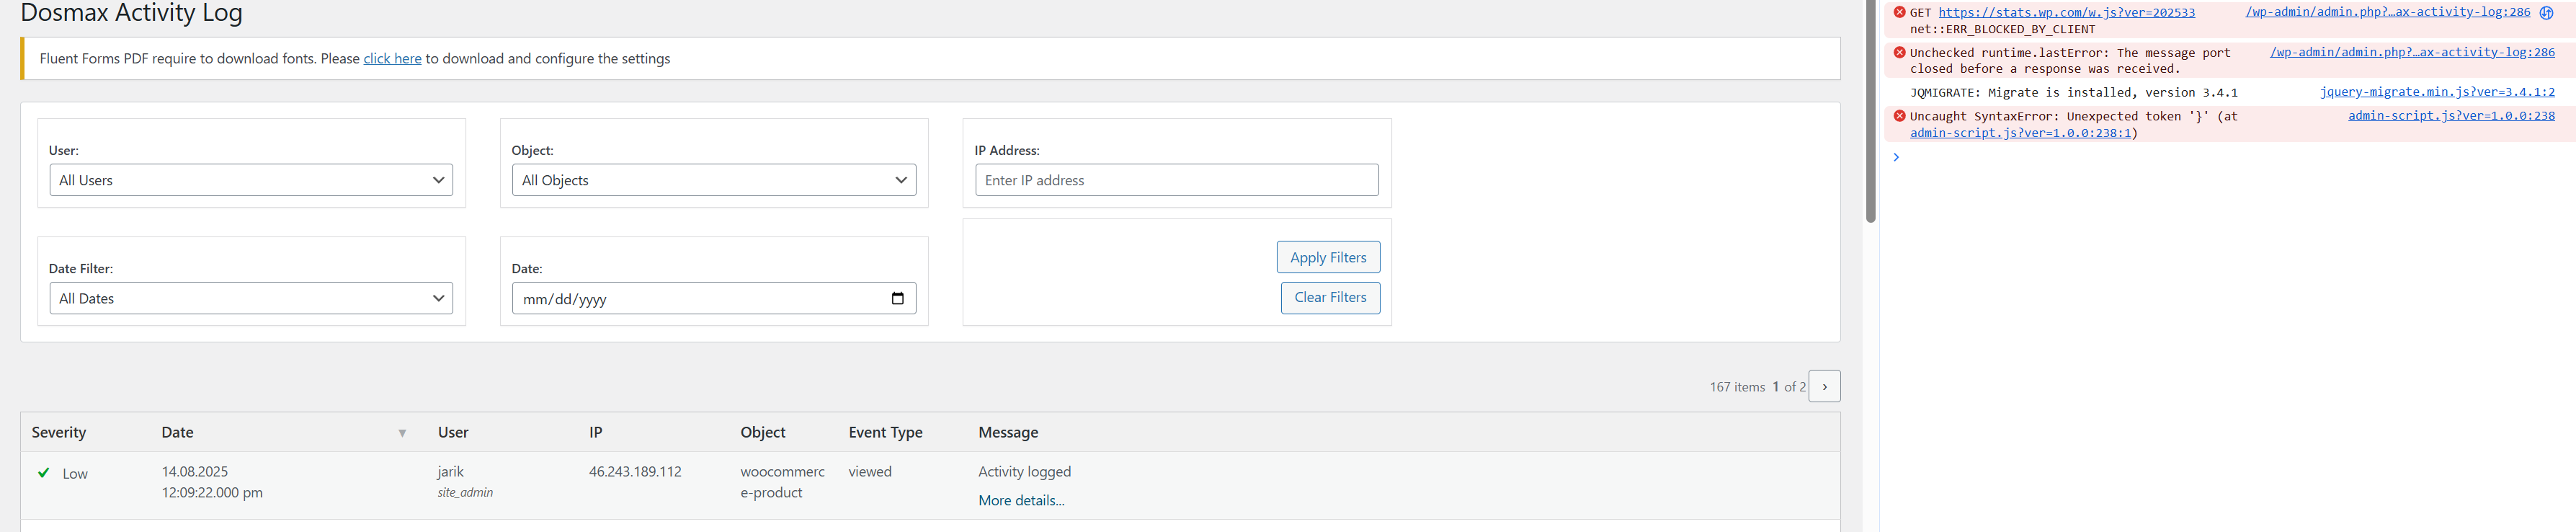 Dosmax Activity Log
Fluent Forms PDF require to download fonts. Please click here to download and configure the settings
User:
All Users
Object:
All Objects
IP Address:
Enter IP address
Date Filter:
All Dates
Date:
mm/dd/yyyy
Apply Filters
Clear Filters
167 items 1 of 2 ›
Severity Date ▼ User IP Object Event Type Message
Low 14.08.2025 jarik 46.243.189.112 woocommerc viewed Activity logged
12:09:22.000 pm site_admin e-product More details...
GET https://stats.wp.com/w.js?ver=202533 /wp-admin/admin.php?…ax-activity-log:286
net::ERR_BLOCKED_BY_CLIENT
Unchecked runtime.lastError: The message port /wp-admin/admin.php?…ax-activity-log:286
closed before a response was received.
JQMIGRATE: Migrate is installed, version 3.4.1 jquery-migrate.min.js?ver=3.4.1:2
Uncaught SyntaxError: Unexpected token '}' (at admin-script.js?ver=1.0.0:238
admin-script.js?ver=1.0.0:238:1)